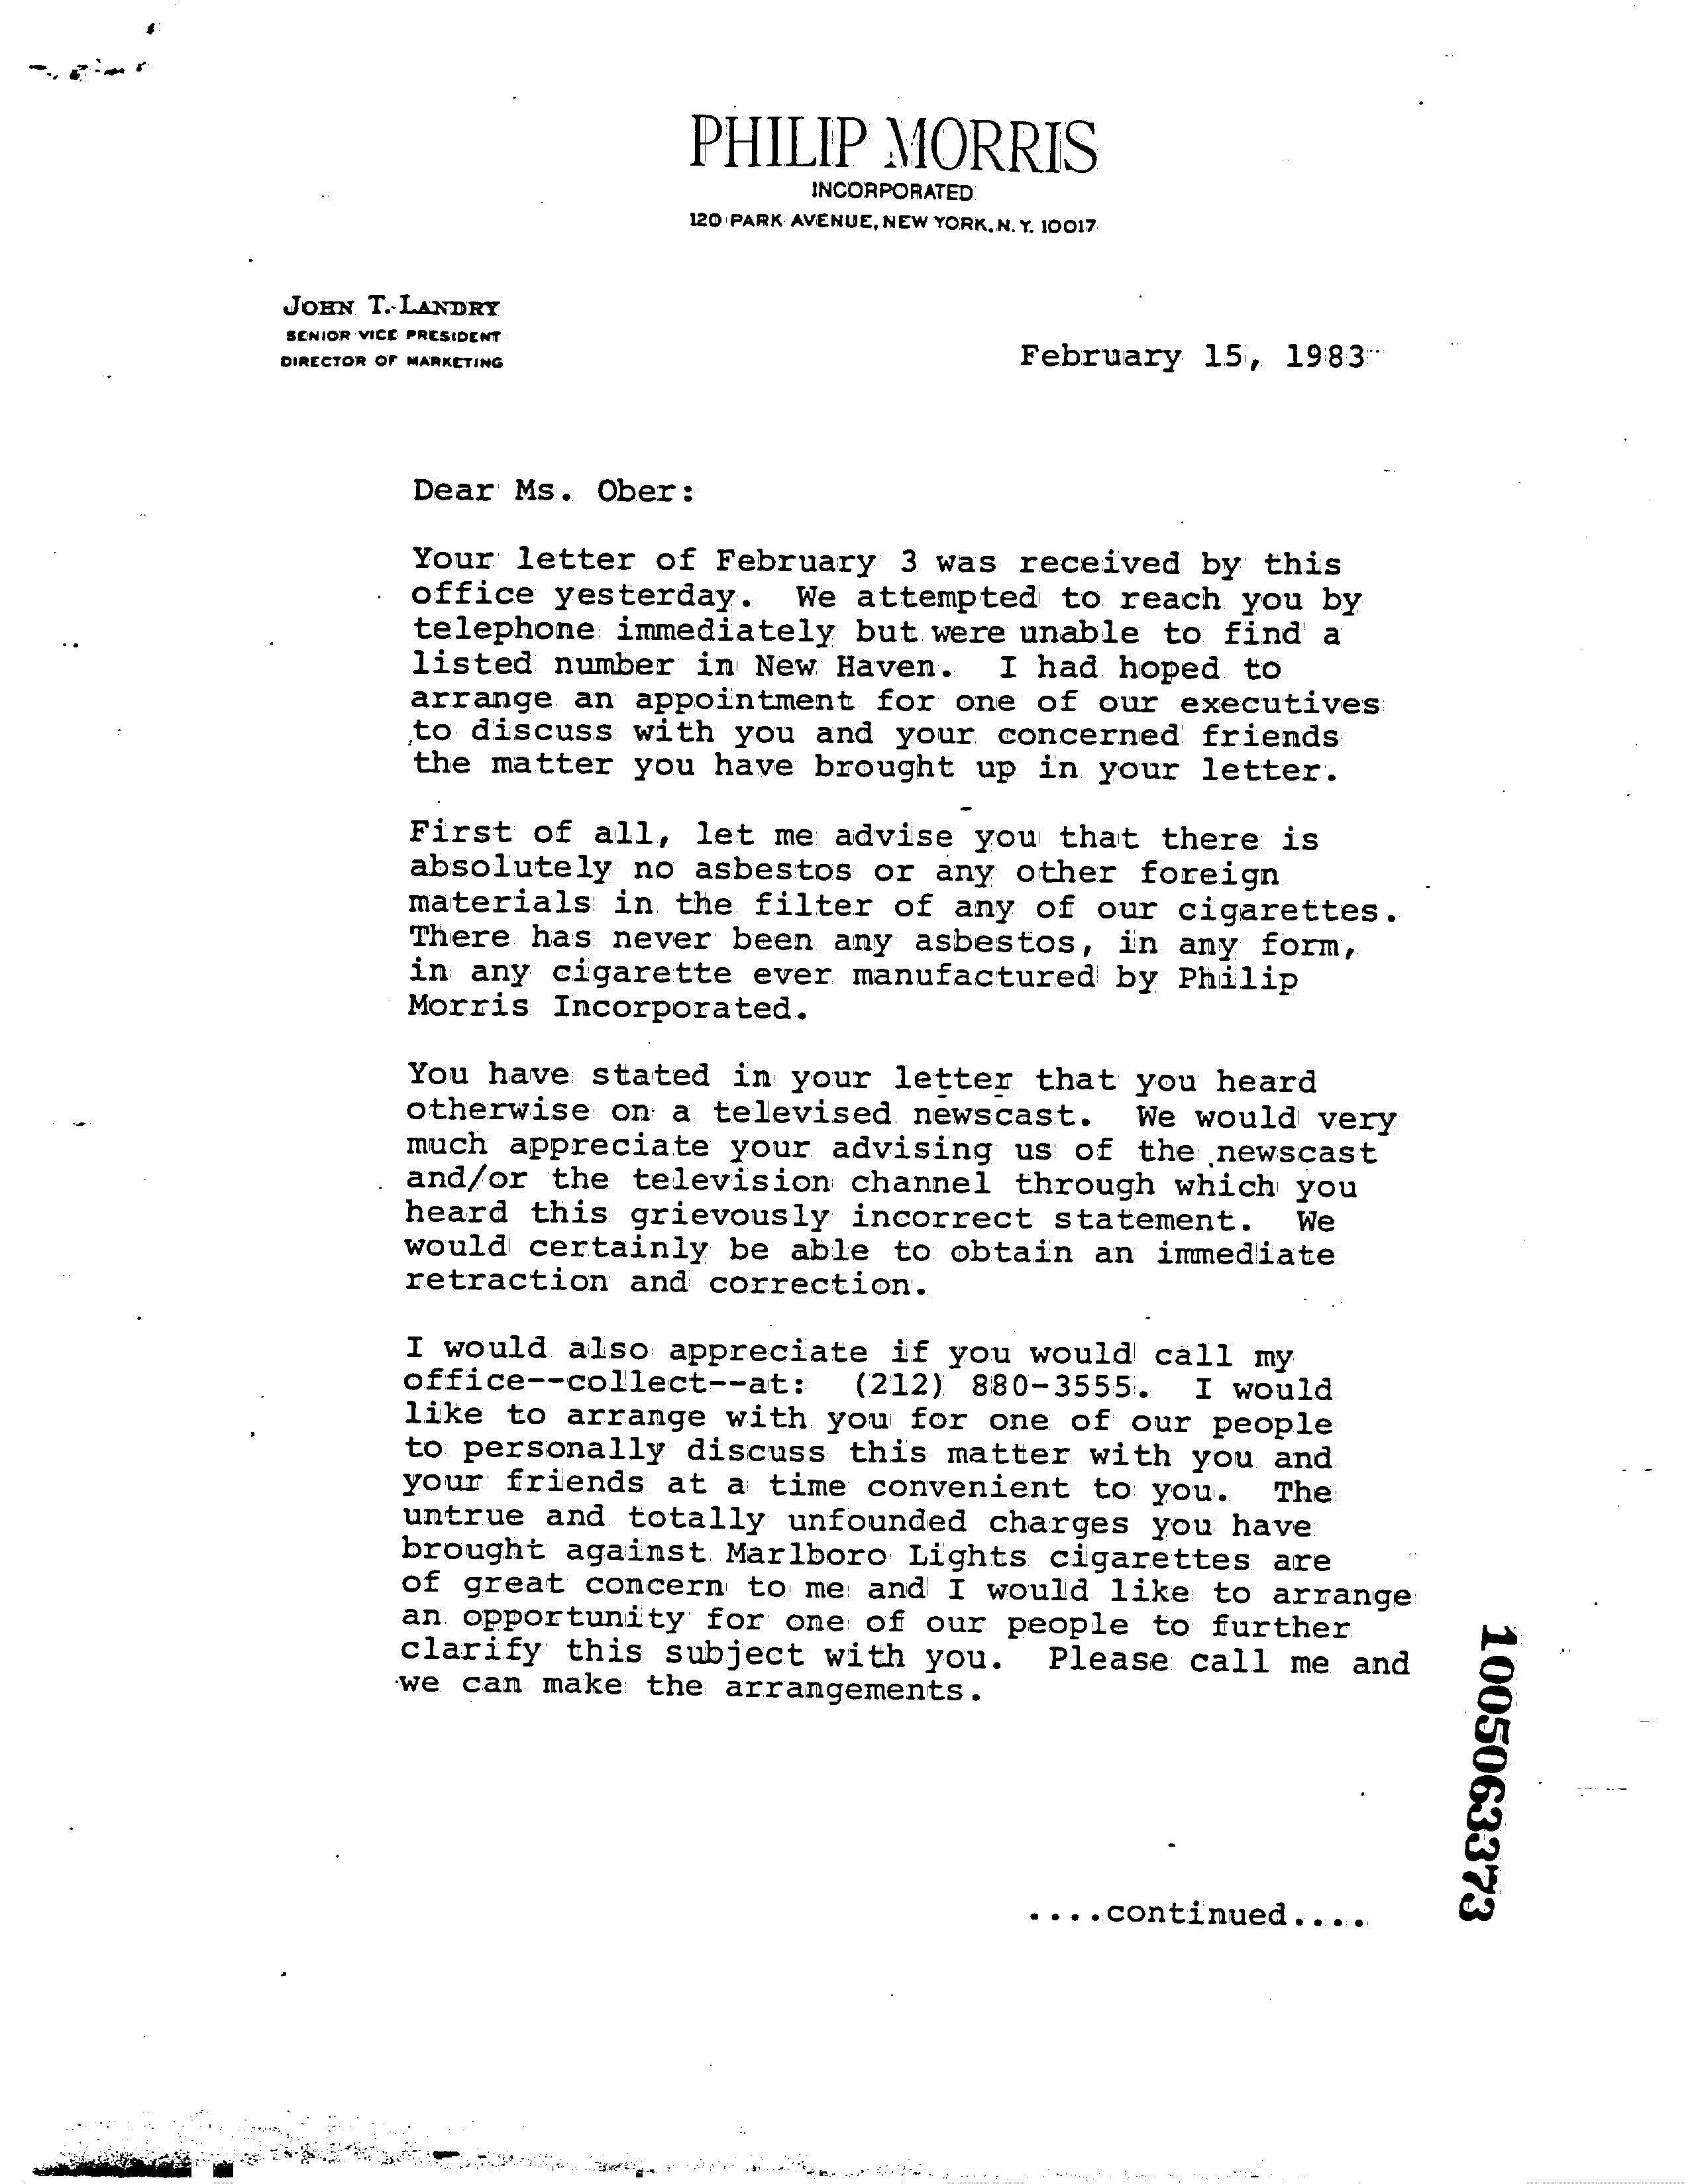 PHILIP MORRIS
INCORPORATED
120 PARK AVENUE, NEW YORK, N. Y. 10017
JOHN T. LANDRY
SENIOR VICE PRESIDENT
DIRECTOR OF MARKETING
February 15, 1983
Dear Ms. Ober:
Your letter of February 3 was received by this
office yesterday. We attempted to reach you by
telephone immediately but were unable to find a
listed number in New Haven. I had hoped to
arrange an appointment for one of our executives
to discuss with you and your concerned friends
the matter you have brought up in your letter.
First of all, let me advise you that there is
absolutely no asbestos or any other foreign
materials in the filter of any of our cigarettes.
There has never been any asbestos, in any form,
in any cigarette ever manufactured by Philip
Morris Incorporated.
You have stated in your letter that you heard
otherwise on a televised newscast. We would very
much appreciate your advising us of the newscast
and/or the television channel through which you
heard this grievously incorrect statement. We
would certainly be able to obtain an immediate
retraction and correction.
I would also appreciate if you would call my
office--collect--at: (212) 880-3555. I would
like to arrange with you for one of our people
to personally discuss this matter with you and
your friends at a time convenient to you. The
untrue and totally unfounded charges you have
brought against Marlboro Lights cigarettes are
of great concern to me and I would like to arrange
an opportunity for one of our people to further
clarify this subject with you. Please call me and
we can make the arrangements.
....continued....
1005063373